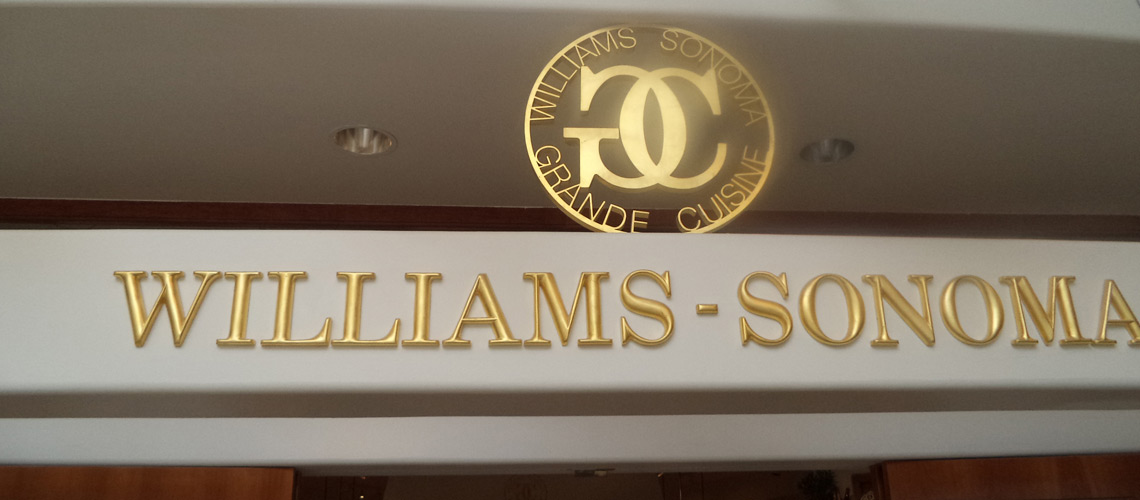 WILLIAMS SONOMA
GC
GRANDE CUISINE
WILLIAMS-SONOMA